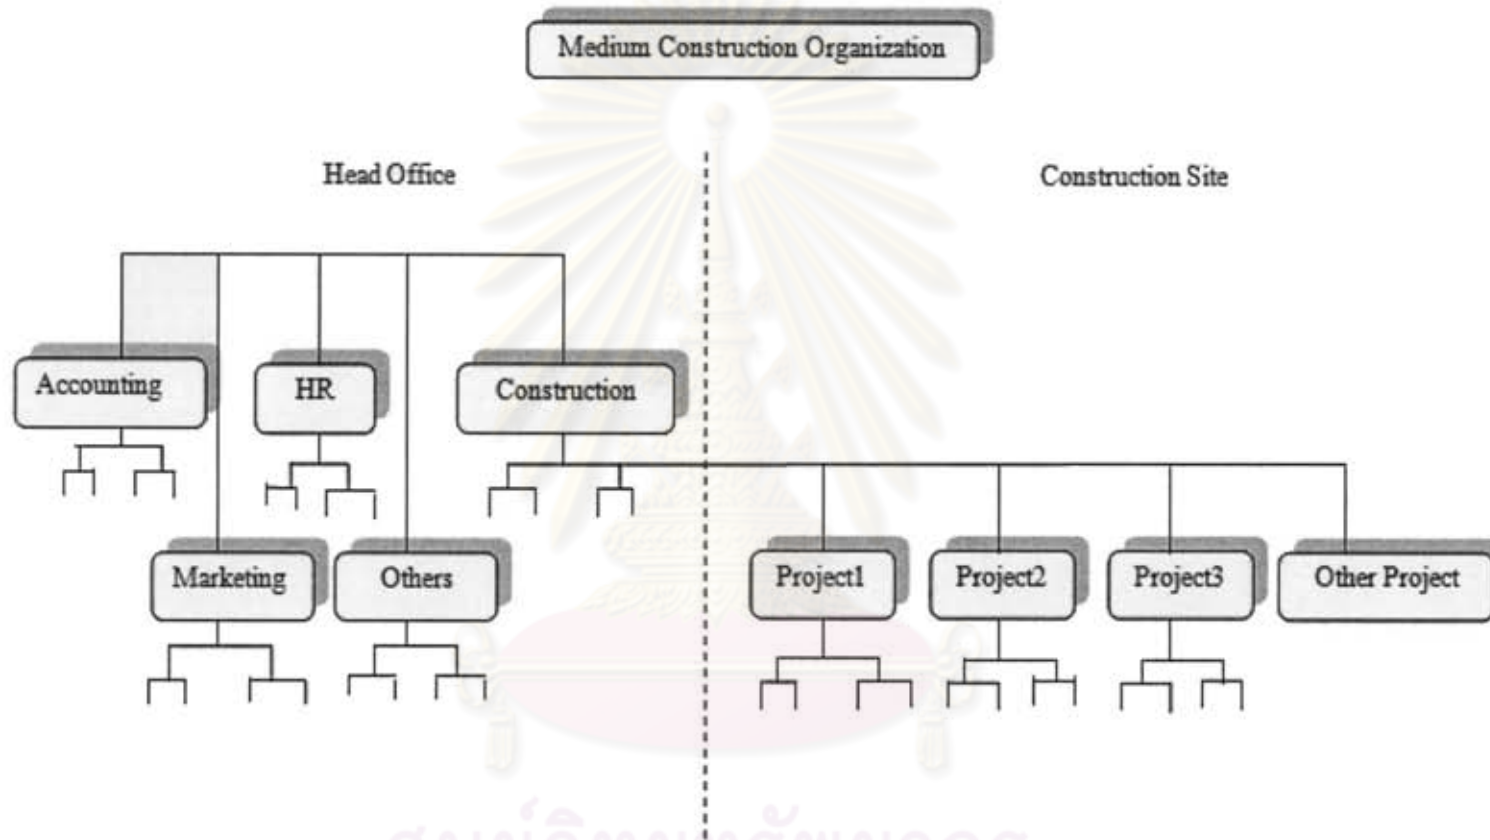 Medium Construction Organization
Head Office
Construction Site
Accounting
HR
Construction
Marketing
Others
Project1
Project2
Project3
Other Project